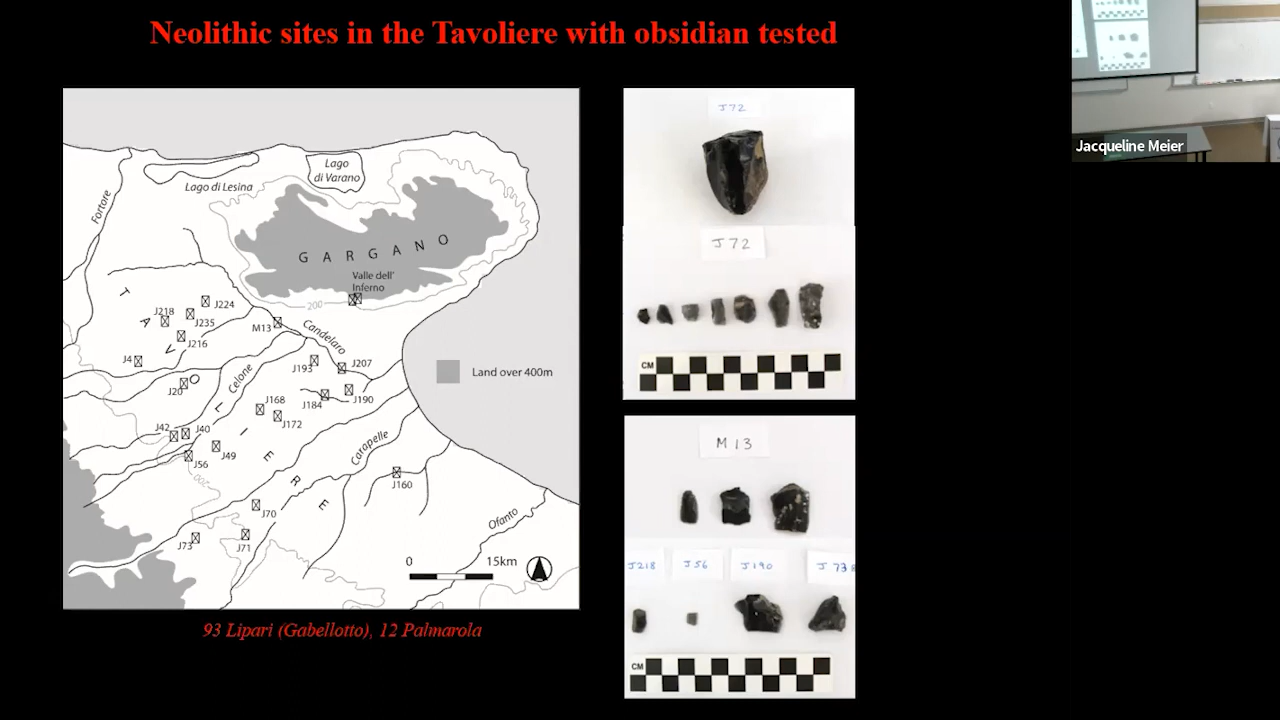 Neolithic sites in the Tavoliere with obsidian tested
Jacqueline Meier
Lago
di Varano
Lago di Lesina
Fortore
GARGANO
Valle dell'
Inferno
200
TAVOLIERE
J224
J218
J235
J216
M13
Candelaro
J4
J193
J207
J20
Celone
J190
J184
J168
J172
J42
J40
J49
J56
200
Carapelle
J160
J70
J73
J71
Ofanto
Land over 400m
0 15km
93 Lipari (Gabellotto), 12 Palmarola
J72
J72
CM
M13
J218 J56 J190 J73
CM